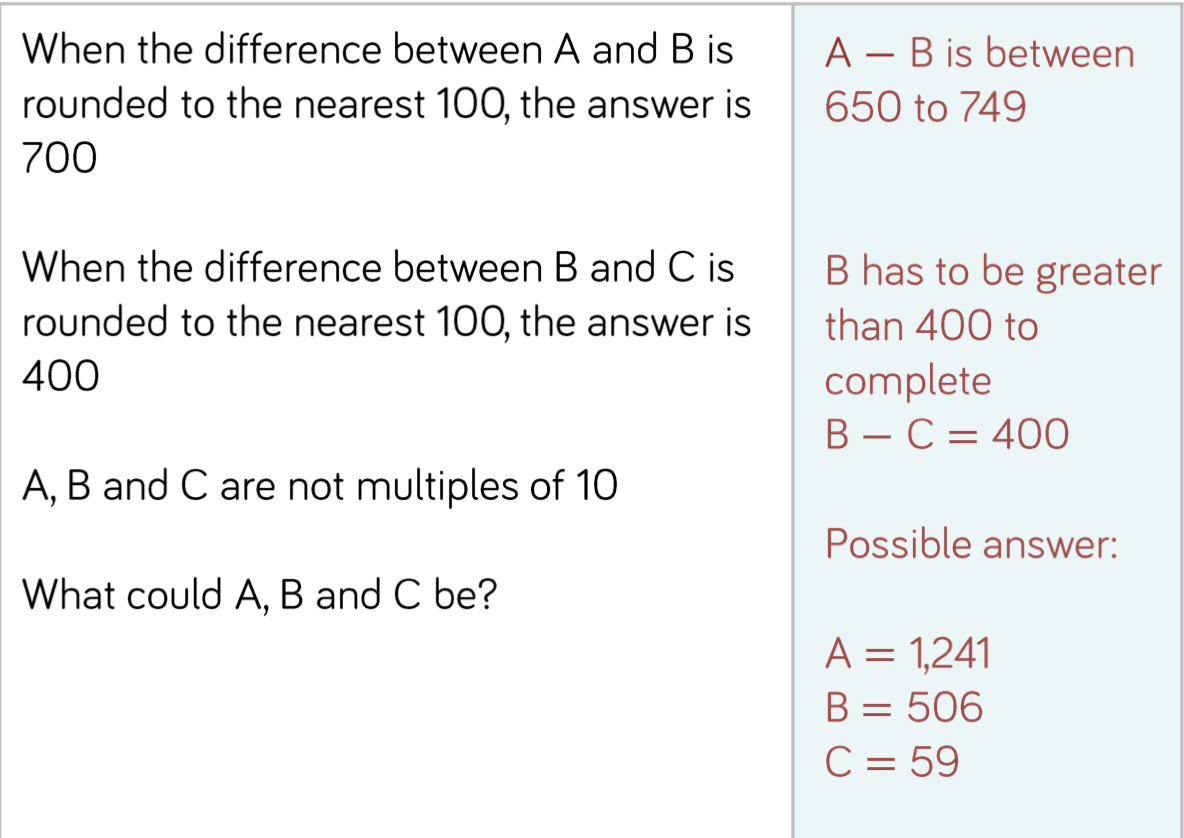 When the difference between A and B is
rounded to the nearest 100, the answer is
700
When the difference between B and C is
rounded to the nearest 100, the answer is
400
A, B and C are not multiples of 10
What could A, B and C be?
A – B is between
650 to 749
B has to be greater
than 400 to
complete
B – C = 400
Possible answer:
A = 1,241
B = 506
C = 59